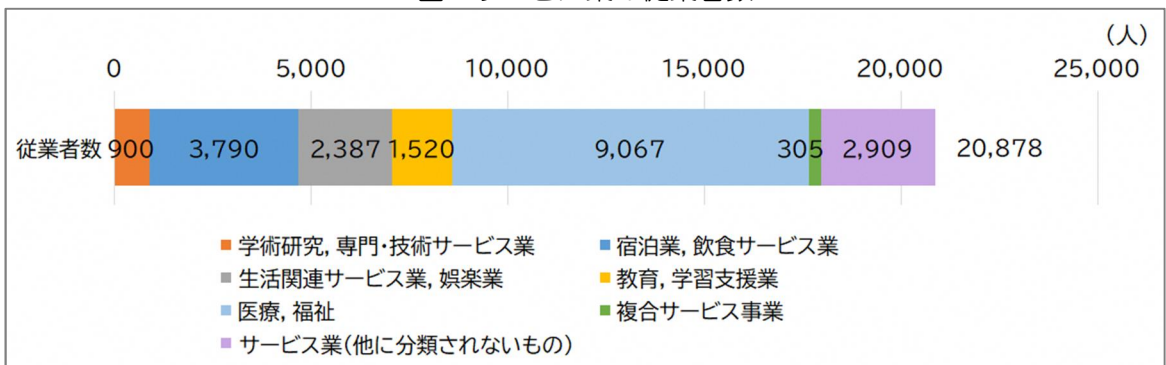 (人)
0 5,000 10,000 15,000 20,000 25,000
従業者数 900 3,790 2,387 1,520 9,067 305 2,909 20,878
■ 学術研究, 専門・技術サービス業 ■ 宿泊業, 飲食サービス業
■ 生活関連サービス業, 娯楽業 ■ 教育, 学習支援業
■ 医療, 福祉 ■ 複合サービス事業
■ サービス業(他に分類されないもの)